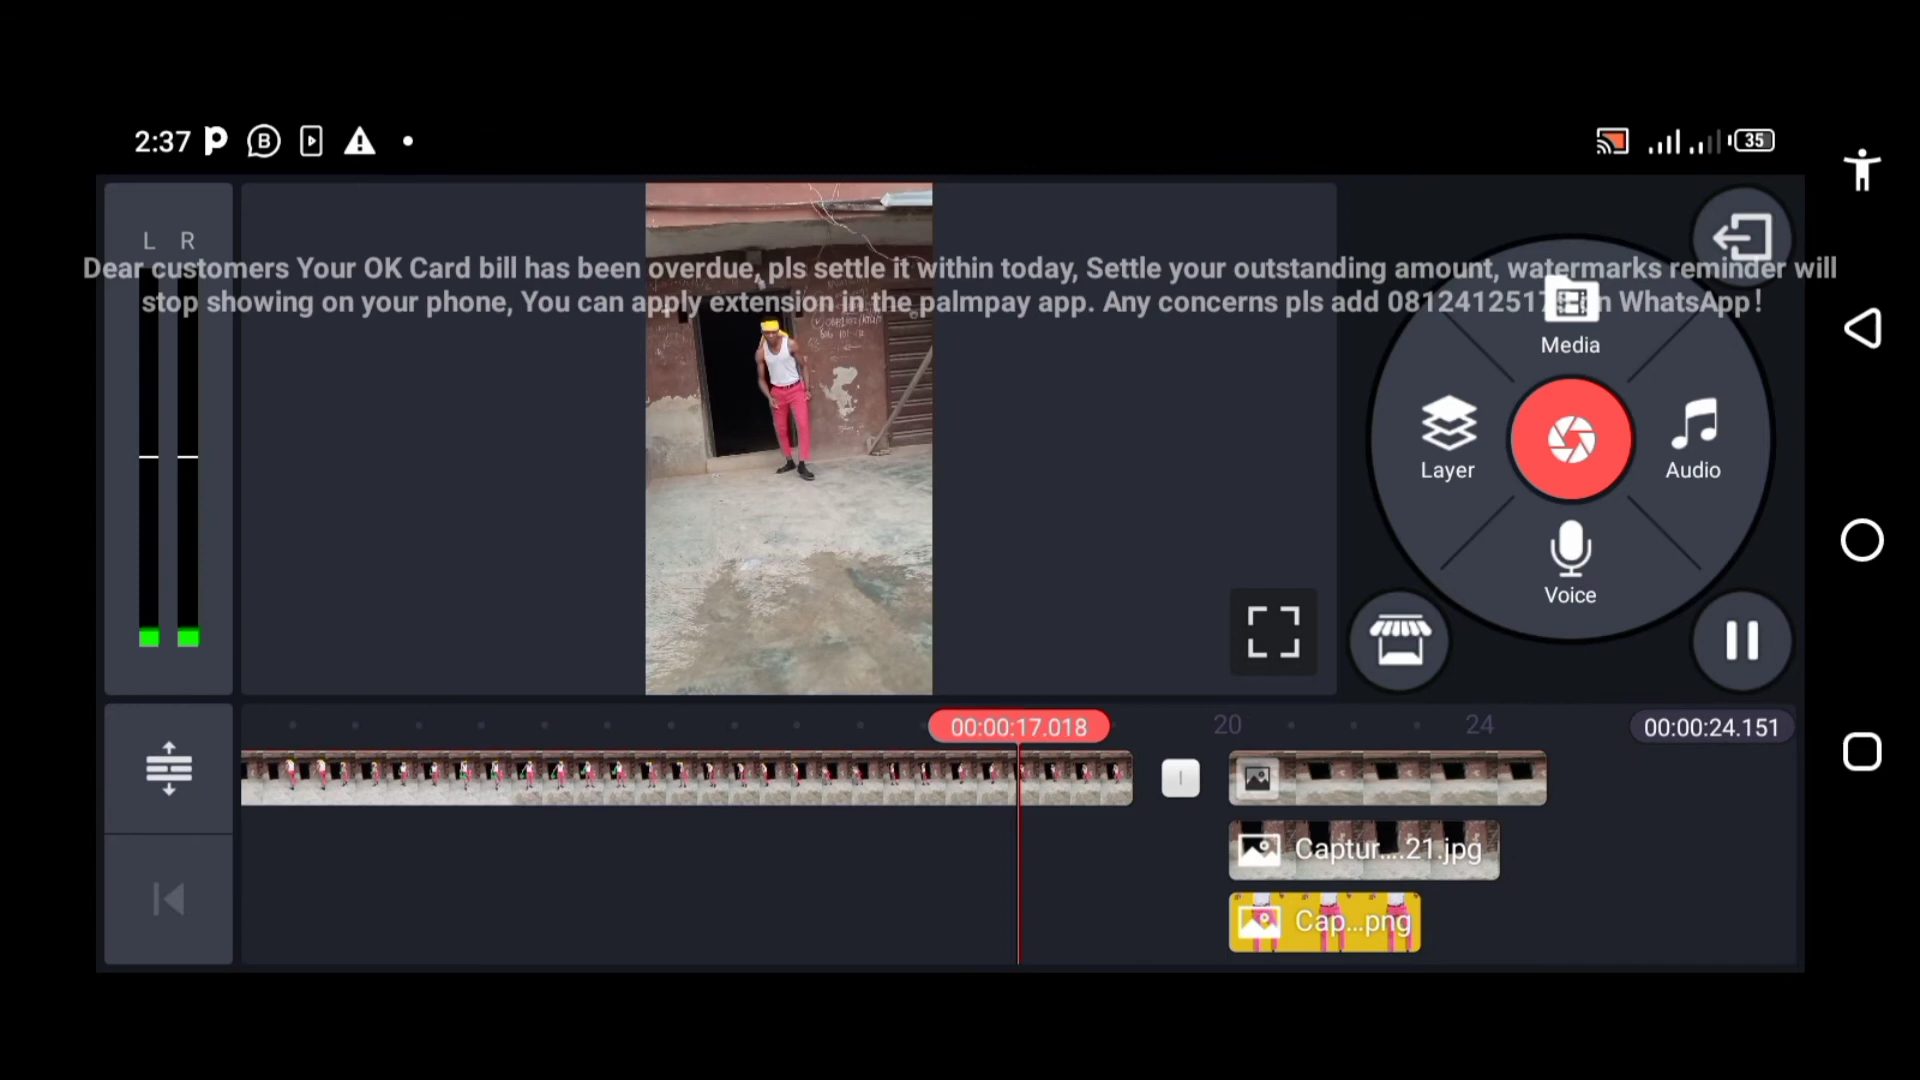 2:37
35
L R
Dear customers Your OK Card bill has been overdue, pls settle it within today, Settle your outstanding amount, watermarks reminder will
stop showing on your phone, You can apply extension in the palmpay app. Any concerns pls add WhatsApp!
Media
Layer
Audio
Voice
00:00:17.018
20
24
00:00:24.151
Captur....21.jpg
Cap...png